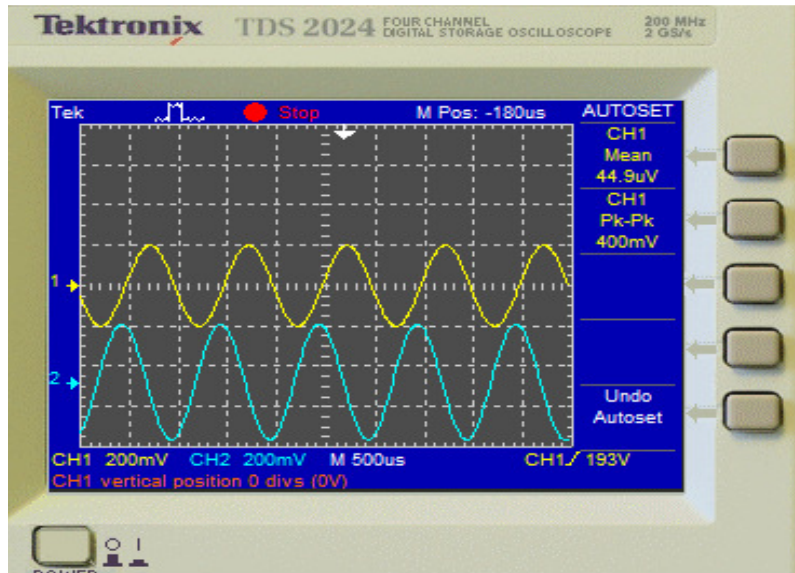 Tektronix TDS 2024 FOUR CHANNEL DIGITAL STORAGE OSCILLOSCOPE 200 MHz 2 GS/s
Tek Stop M Pos: -180us AUTOSET
CH1
Mean
44.9uV
CH1
Pk-Pk
400mV
1
2
Undo
Autoset
CH1 200mV CH2 200mV M 500us CH1 193V
CH1 vertical position 0 divs (0V)
POWER